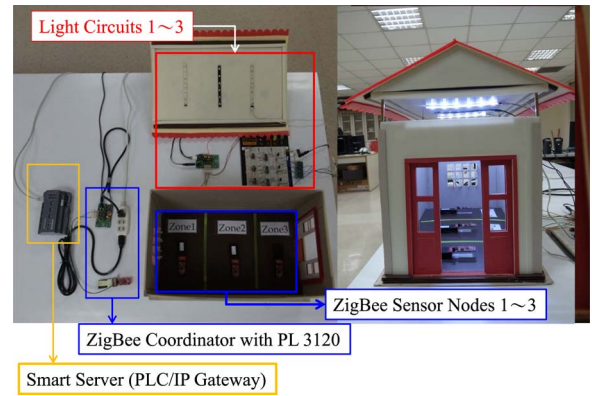 Light Circuits 1～3
Zone1
Zone2
Zone3
ZigBee Sensor Nodes 1～3
ZigBee Coordinator with PL 3120
Smart Server (PLC/IP Gateway)